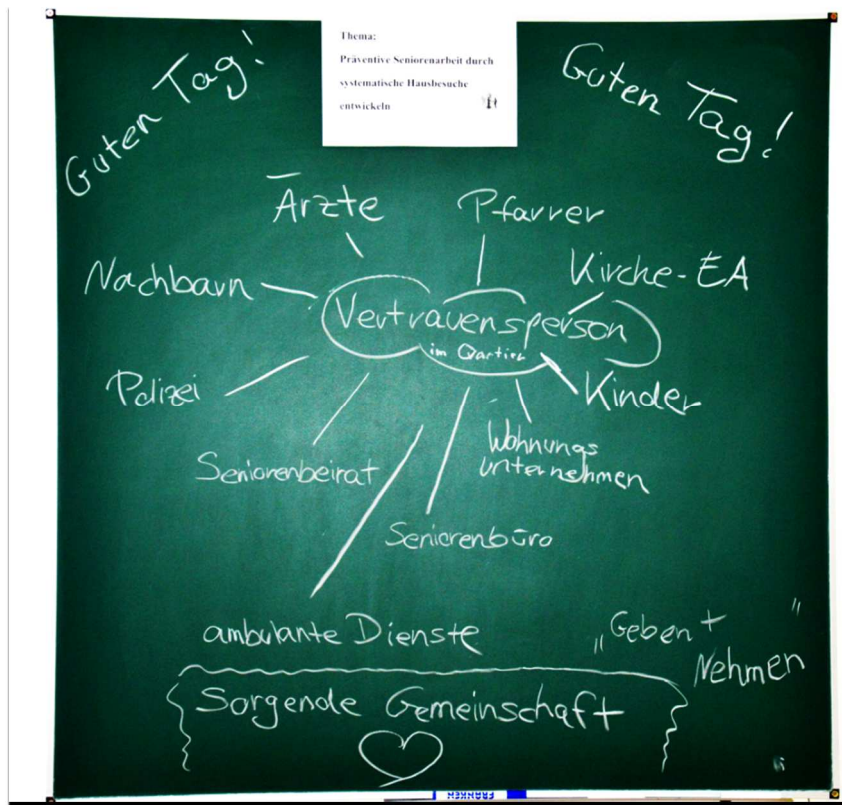 Thema:
Präventive Seniorenarbeit durch
systematische Hausbesuche
entwickeln
Guten Tag!
Guten Tag!
Ärzte
Pfarrer
Nachbarn
Kirche-EA
Vertrauensperson
im Quartier
Polizei
Kinder
Seniorenbeirat
Wohnungs
unternehmen
Seniorenbüro
ambulante Dienste
„Geben +
Nehmen"
Sorgende Gemeinschaft
FRANKEN